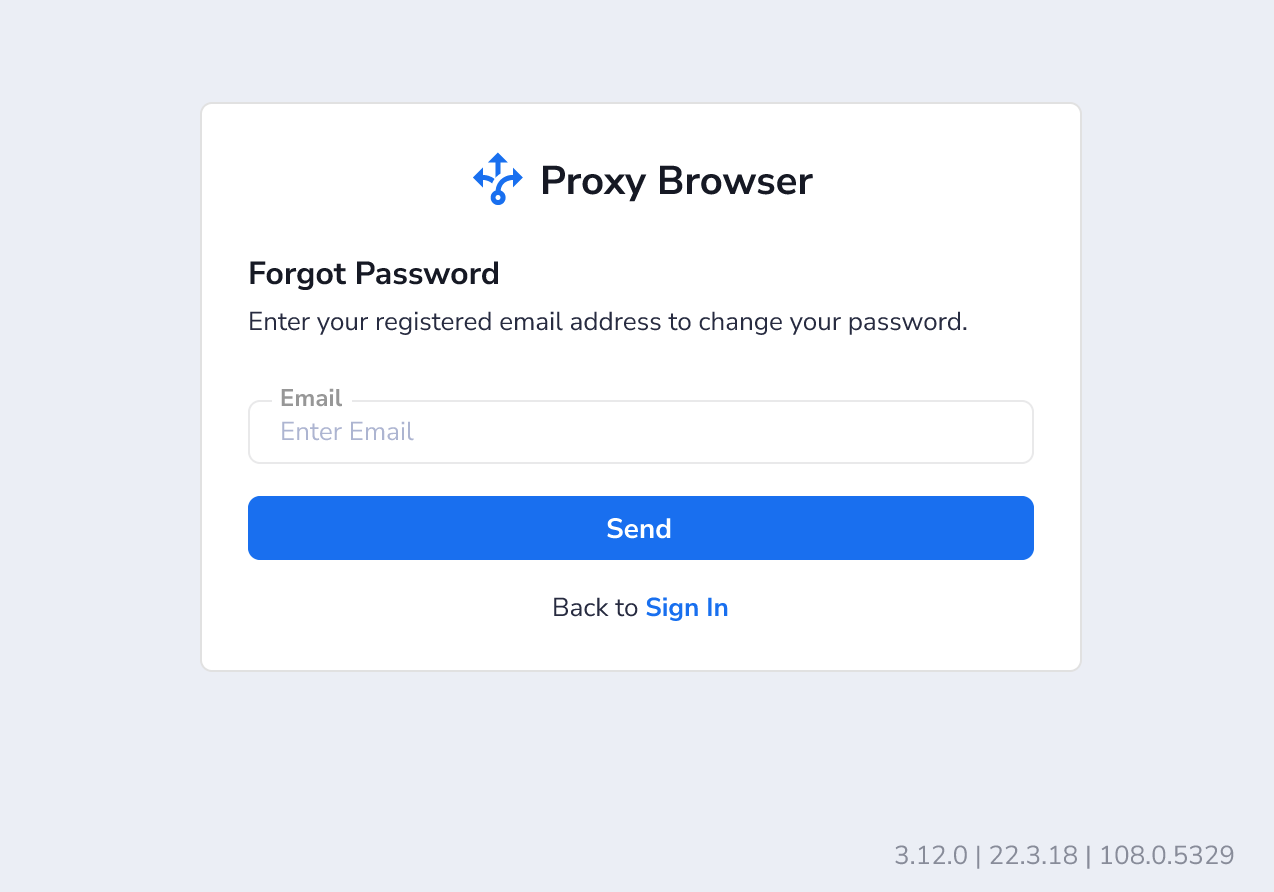 Proxy Browser
Forgot Password
Enter your registered email address to change your password.
Email
Enter Email
Send
Back to Sign In
3.12.0 | 22.3.18 | 108.0.5329